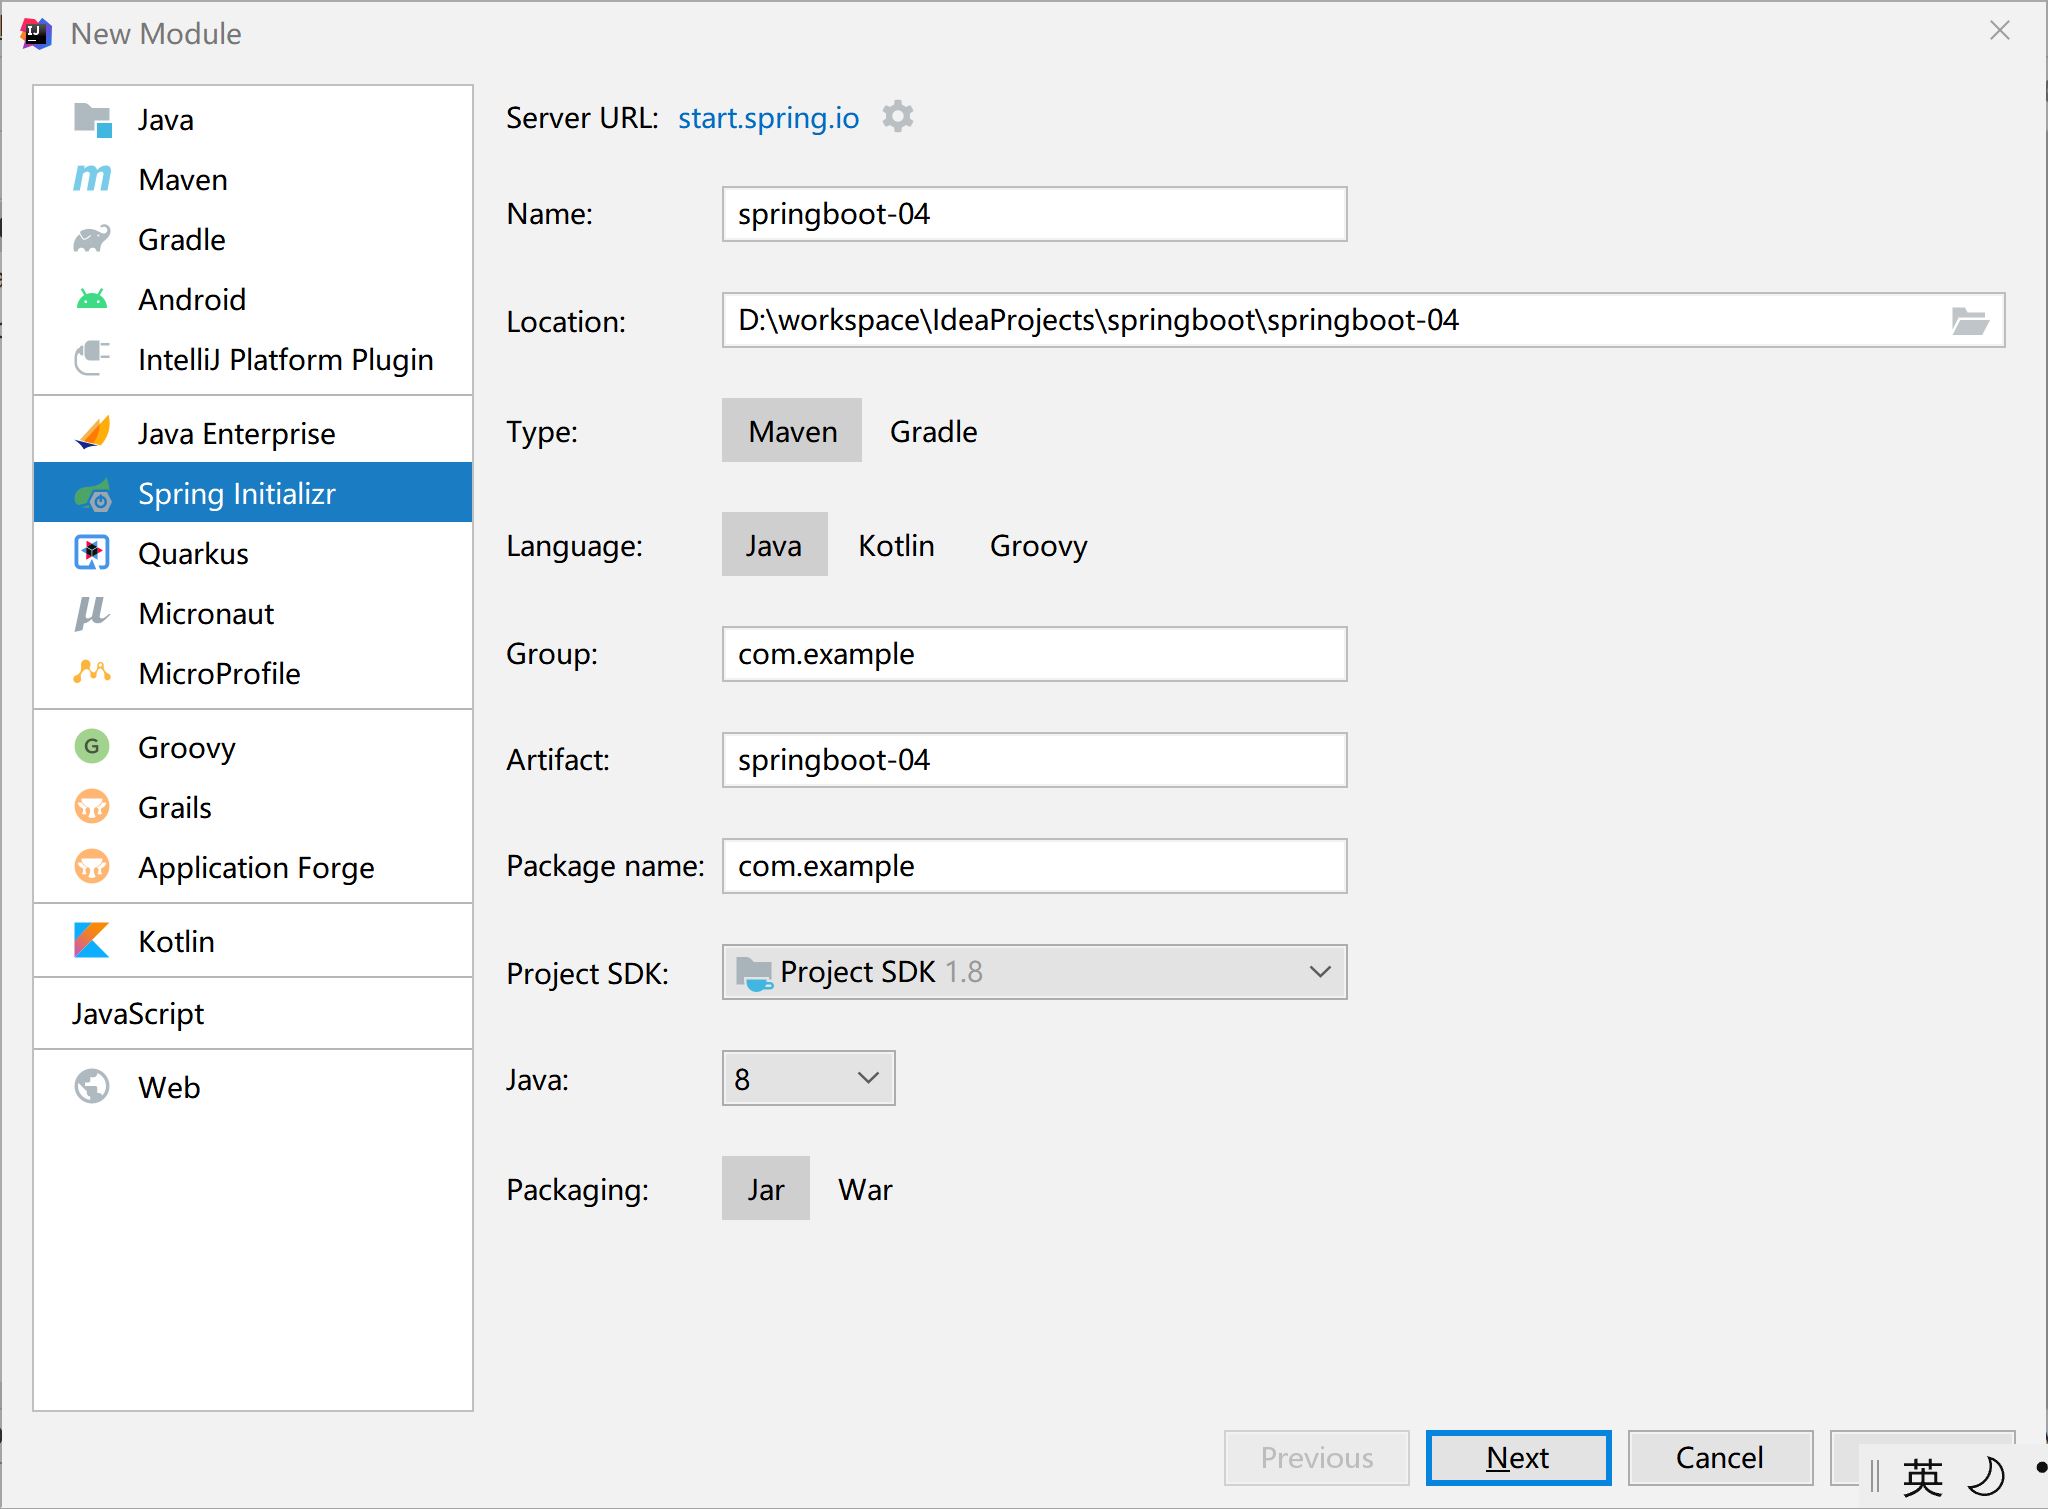 New Module
Java
Maven
Gradle
Android
IntelliJ Platform Plugin
Java Enterprise
Spring Initializr
Quarkus
Micronaut
MicroProfile
Groovy
Grails
Application Forge
Kotlin
JavaScript
Web
Server URL: start.spring.io
Name: springboot-04
Location: D:\workspace\IdeaProjects\springboot\springboot-04
Type: Maven Gradle
Language: Java Kotlin Groovy
Group: com.example
Artifact: springboot-04
Package name: com.example
Project SDK: Project SDK 1.8
Java: 8
Packaging: Jar War
Previous Next Cancel
英